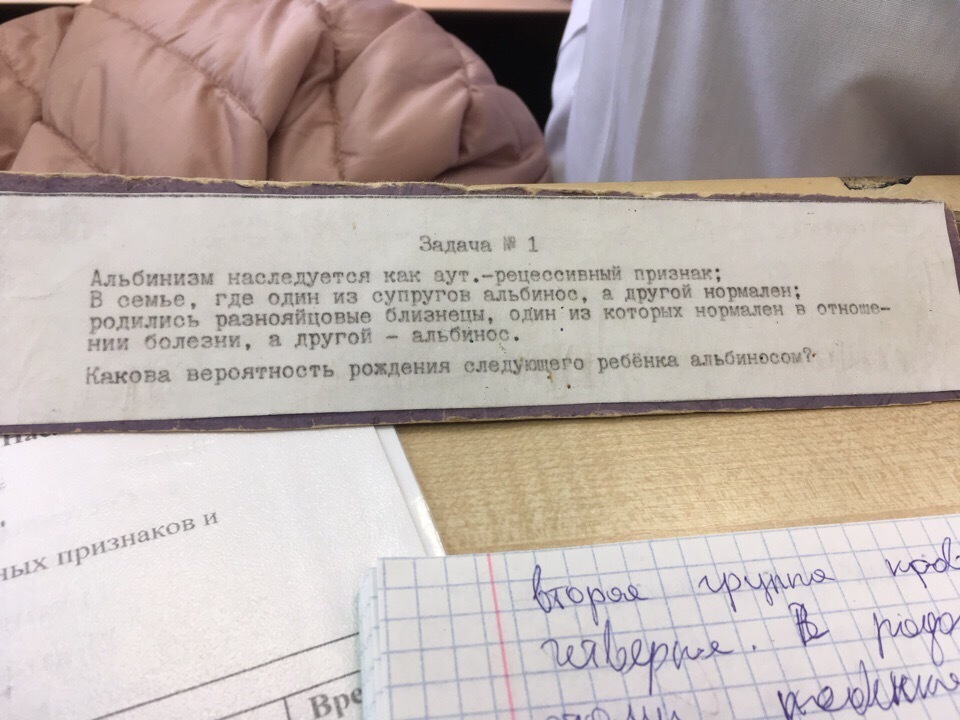 Задача № 1
Альбинизм наследуется как аут.-рецессивный признак;
В семье, где один из супругов альбинос, а другой нормален;
родились разнояйцовые близнецы, один из которых нормален в отноше-
нии болезни, а другой - альбинос.
Какова вероятность рождения следующего ребёнка альбиносом?
ных признаков и
Вре
вторая группа кров
четвертая. В